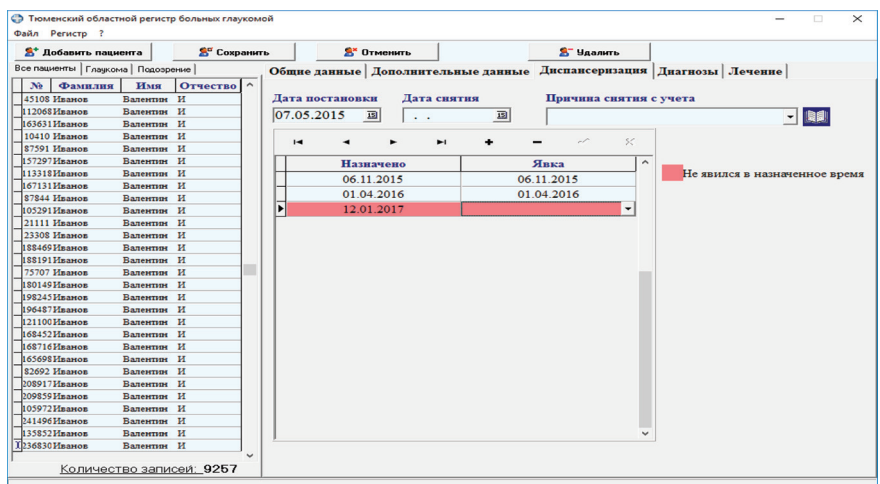 Тюменский областной регистр больных глаукомой
Файл Регистр ?
Добавить пациента Сохранить Отменить Удалить
Все пациенты Глаукома Подозрение
Общие данные Дополнительные данные Диспансеризация Диагнозы Лечение
№ Фамилия Имя Отчество
45108 Иванов Валентин И
112068 Иванов Валентин И
163631 Иванов Валентин И
10410 Иванов Валентин И
87591 Иванов Валентин И
157297 Иванов Валентин И
113318 Иванов Валентин И
167131 Иванов Валентин И
87844 Иванов Валентин И
105291 Иванов Валентин И
21111 Иванов Валентин И
23308 Иванов Валентин И
188469 Иванов Валентин И
188191 Иванов Валентин И
75707 Иванов Валентин И
180149 Иванов Валентин И
198245 Иванов Валентин И
196487 Иванов Валентин И
121100 Иванов Валентин И
168452 Иванов Валентин И
168716 Иванов Валентин И
165698 Иванов Валентин И
82692 Иванов Валентин И
208917 Иванов Валентин И
209859 Иванов Валентин И
105972 Иванов Валентин И
241496 Иванов Валентин И
135852 Иванов Валентин И
236830 Иванов Валентин И
Количество записей: 9257
Дата постановки Дата снятия Причина снятия с учета
07.05.2015 15 . . 15
Назначено Явка
06.11.2015 06.11.2015
01.04.2016 01.04.2016
12.01.2017
Не явился в назначенное время